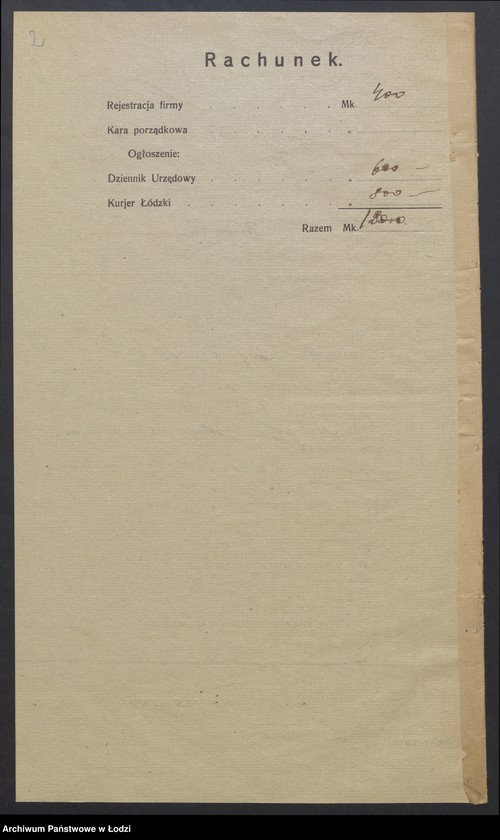 2
Rachunek.
Rejestracja firmy . . . . . . Mk. 400
Kara porządkowa . . . . „
Ogłoszenie:
Dziennik Urzędowy . . . . . . „ 600 —
Kurjer Łódzki . . . . . . „ 800 —
Razem Mk.
Archiwum Państwowe w Łodzi